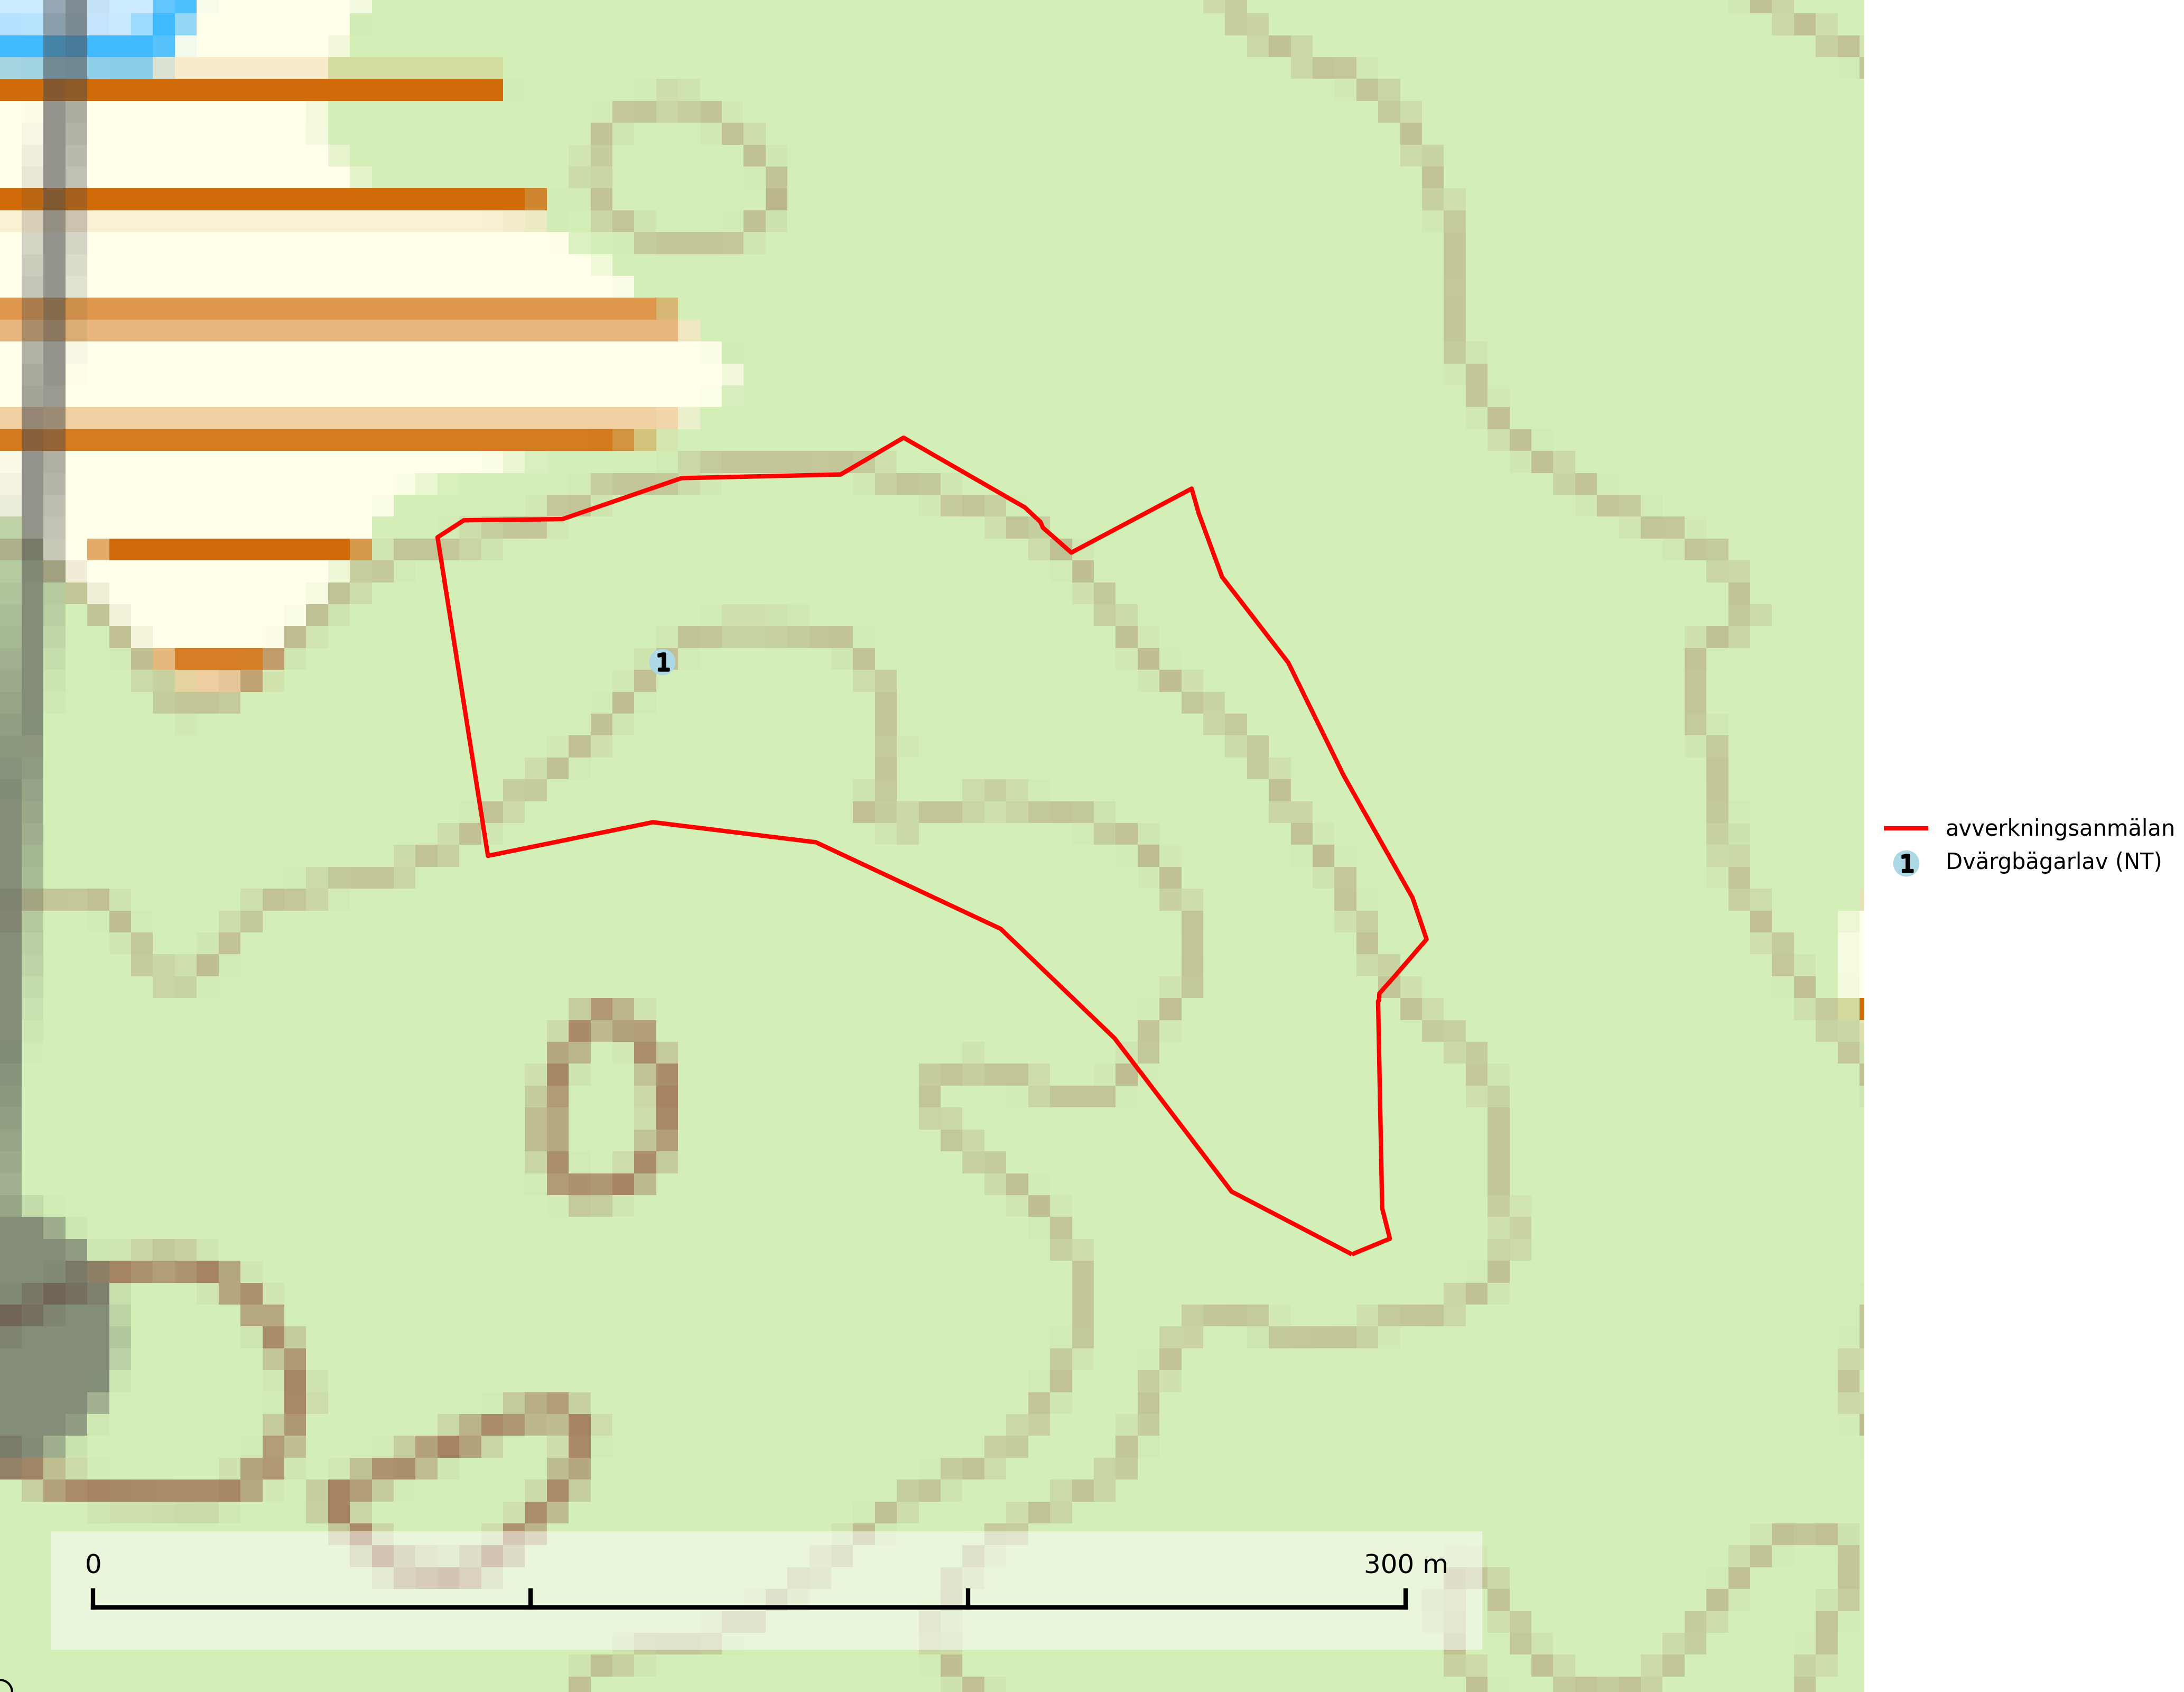 1
avverkningsanmälan
1 Dvärgbägarlav (NT)
0 300 m